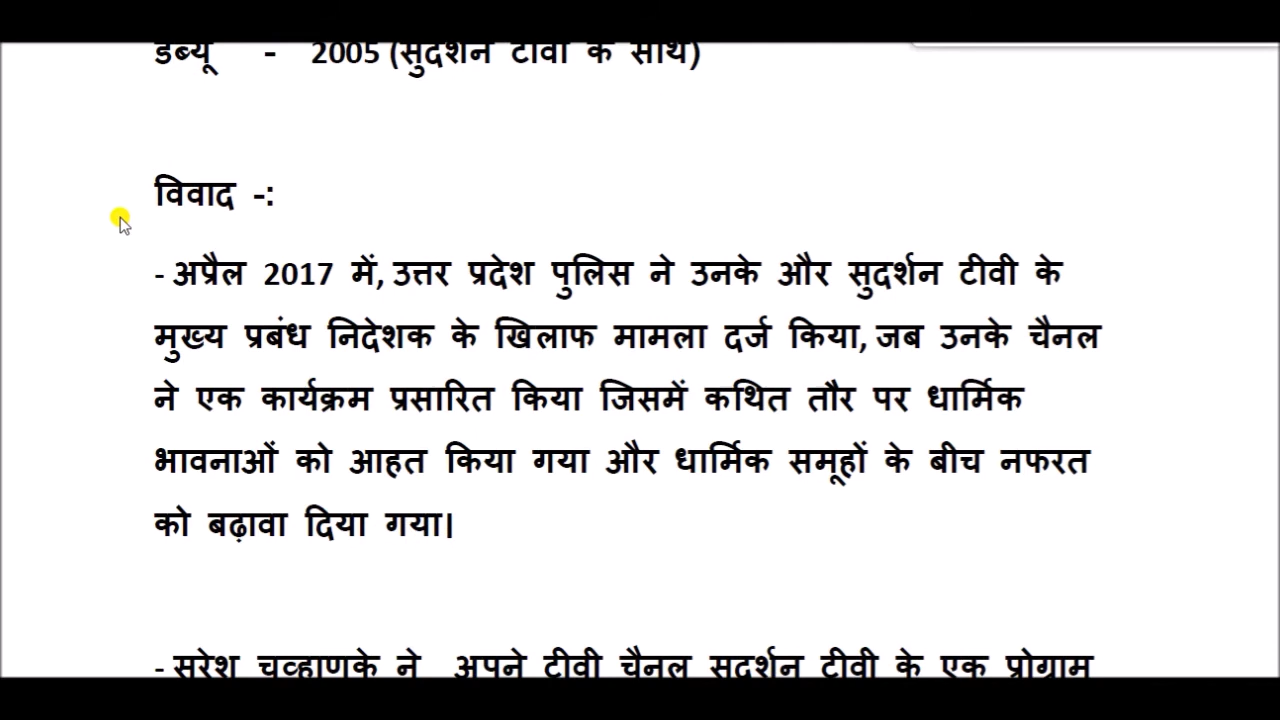 डेब्यू - 2005 (सुदर्शन टीवी के साथ)
विवाद -:
- अप्रैल 2017 में, उत्तर प्रदेश पुलिस ने उनके और सुदर्शन टीवी के
मुख्य प्रबंध निदेशक के खिलाफ मामला दर्ज किया, जब उनके चैनल
ने एक कार्यक्रम प्रसारित किया जिसमें कथित तौर पर धार्मिक
भावनाओं को आहत किया गया और धार्मिक समूहों के बीच नफरत
को बढ़ावा दिया गया।
- सुरेश चव्हाणके ने अपने टीवी चैनल सुदर्शन टीवी के एक प्रोग्राम